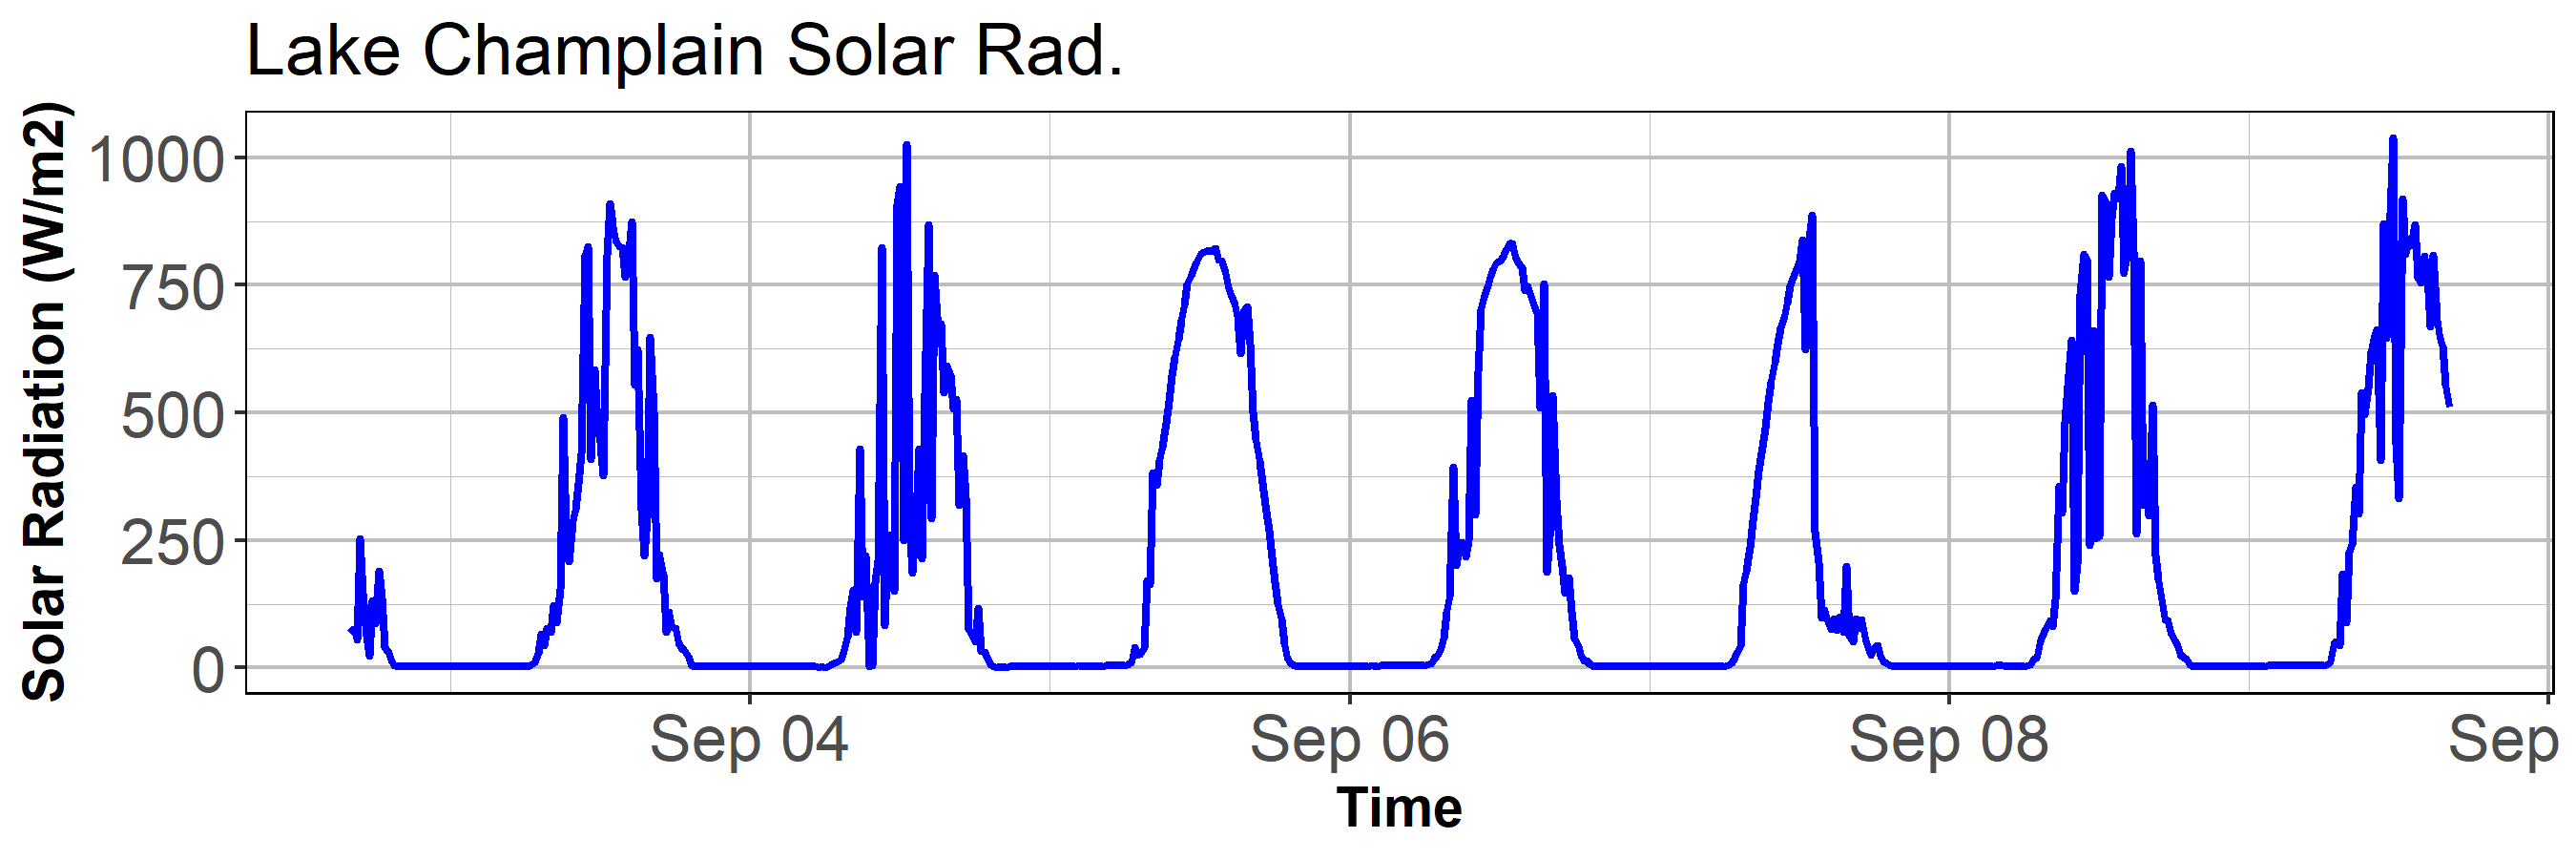 Lake Champlain Solar Rad.
Solar Radiation (W/m2)
1000
750
500
250
0
Sep 04
Sep 06
Sep 08
Sep
Time